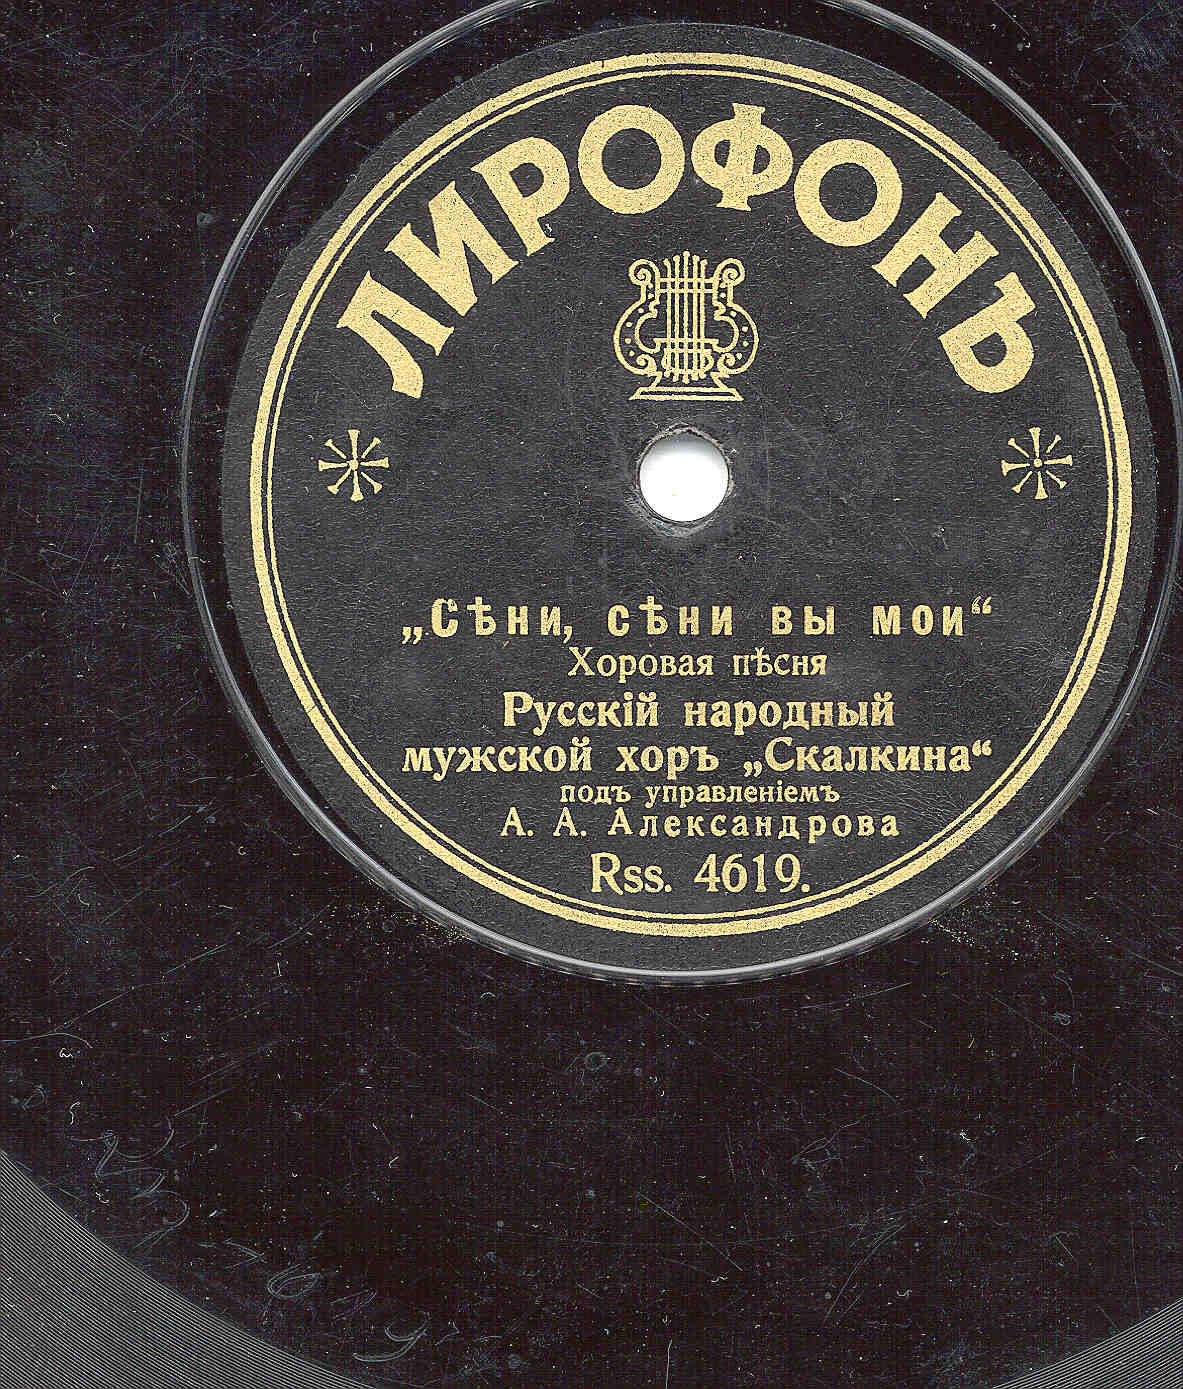 ЛИРОФОНЪ
„Сѣни, сѣни вы мои“
Хоровая пѣсня
Русскій народный
мужской хоръ „Скалкина“
подъ управленіемъ
А. А. Александрова
Rss. 4619.